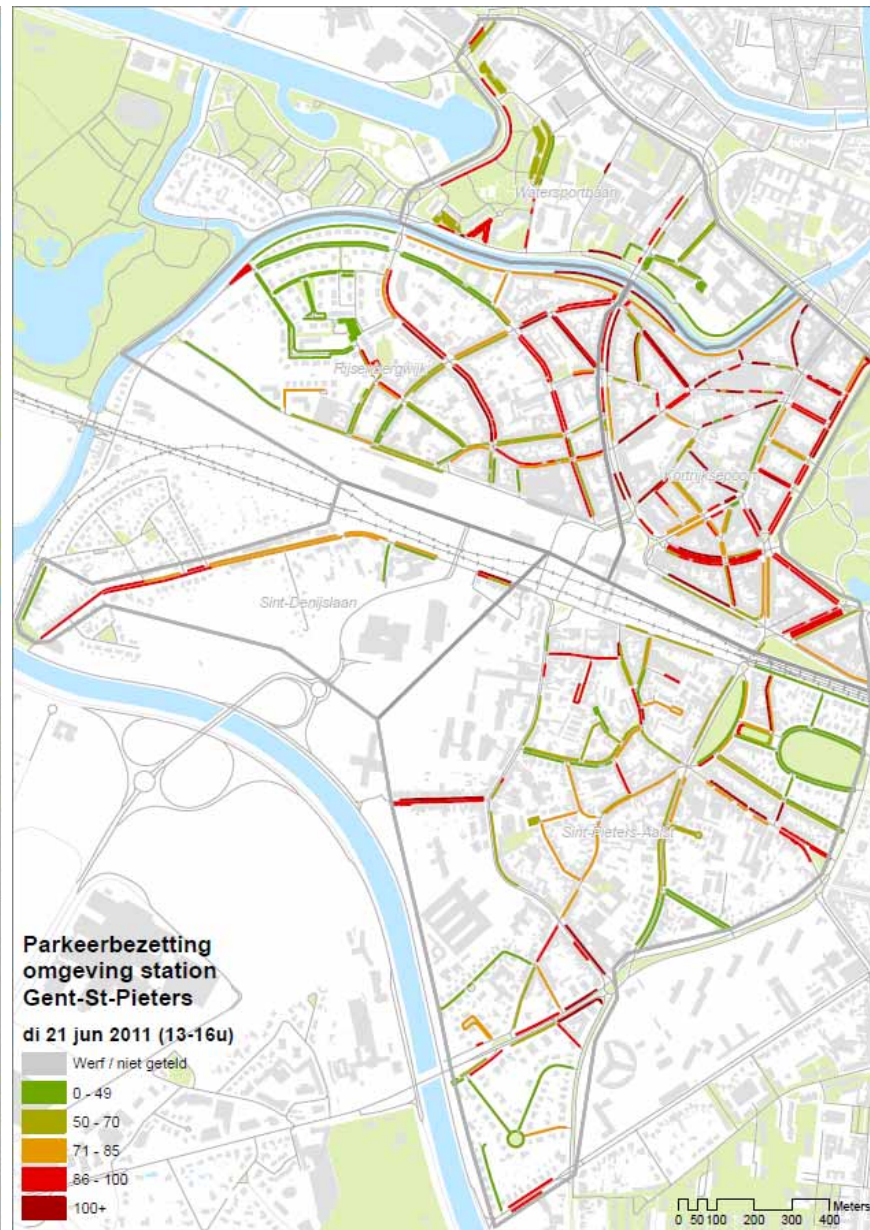 Watersportbaan
Rijsenbergwijk
Kortrijksepoort
Sint-Denijslaan
Sint-Pieters-Aalst
Parkeerbezetting
omgeving station
Gent-St-Pieters
di 21 jun 2011 (13-16u)
Werf / niet geteld
0 - 49
50 - 70
71 - 85
86 - 100
100+
Meters
0 50 100 200 300 400